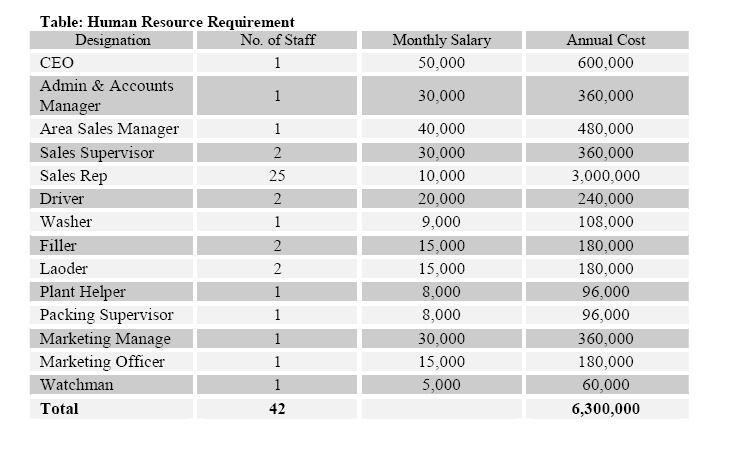 Table: Human Resource Requirement
Designation No. of Staff Monthly Salary Annual Cost
CEO 1 50,000 600,000
Admin & Accounts
Manager 1 30,000 360,000
Area Sales Manager 1 40,000 480,000
Sales Supervisor 2 30,000 360,000
Sales Rep 25 10,000 3,000,000
Driver 2 20,000 240,000
Washer 1 9,000 108,000
Filler 2 15,000 180,000
Laoder 2 15,000 180,000
Plant Helper 1 8,000 96,000
Packing Supervisor 1 8,000 96,000
Marketing Manage 1 30,000 360,000
Marketing Officer 1 15,000 180,000
Watchman 1 5,000 60,000
Total 42 6,300,000